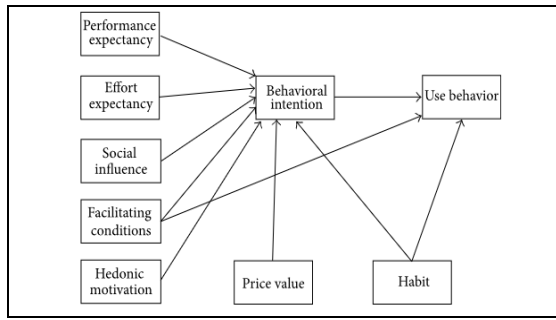 Performance
expectancy
Effort
expectancy
Behavioral
intention
Use behavior
Social
influence
Facilitating
conditions
Hedonic
motivation
Price value
Habit